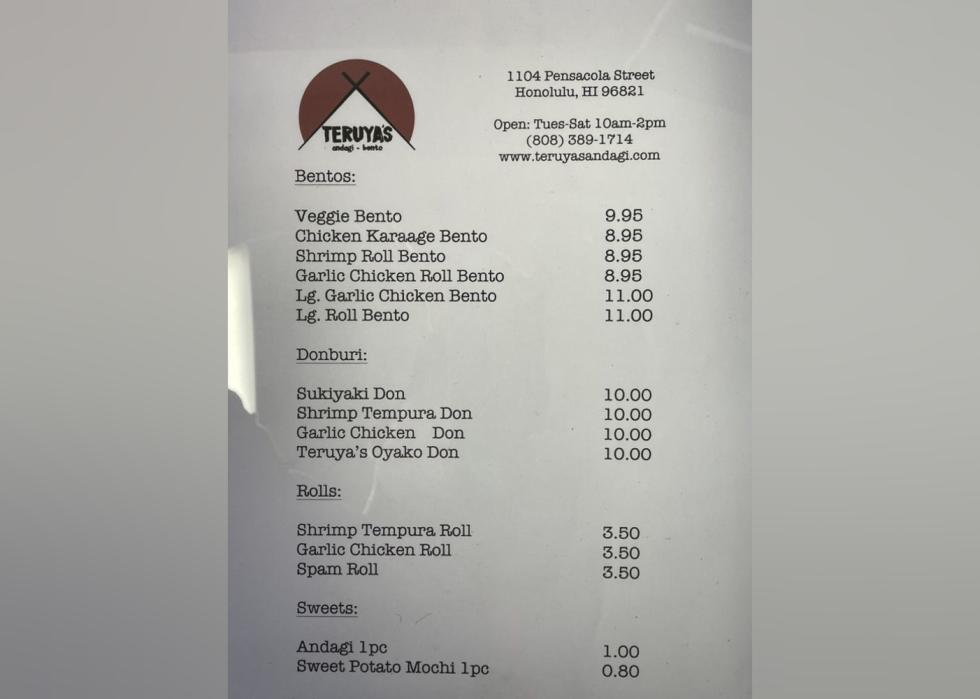 TERUYA'S
andagi - bento
1104 Pensacola Street
Honolulu, HI 96821
Open: Tues-Sat 10am-2pm
(808) 389-1714
www.teruyasandagi.com
Bentos:
Veggie Bento 9.95
Chicken Karaage Bento 8.95
Shrimp Roll Bento 8.95
Garlic Chicken Roll Bento 8.95
Lg. Garlic Chicken Bento 11.00
Lg. Roll Bento 11.00
Donburi:
Sukiyaki Don 10.00
Shrimp Tempura Don 10.00
Garlic Chicken Don 10.00
Teruya's Oyako Don 10.00
Rolls:
Shrimp Tempura Roll 3.50
Garlic Chicken Roll 3.50
Spam Roll 3.50
Sweets:
Andagi 1pc 1.00
Sweet Potato Mochi 1pc 0.80